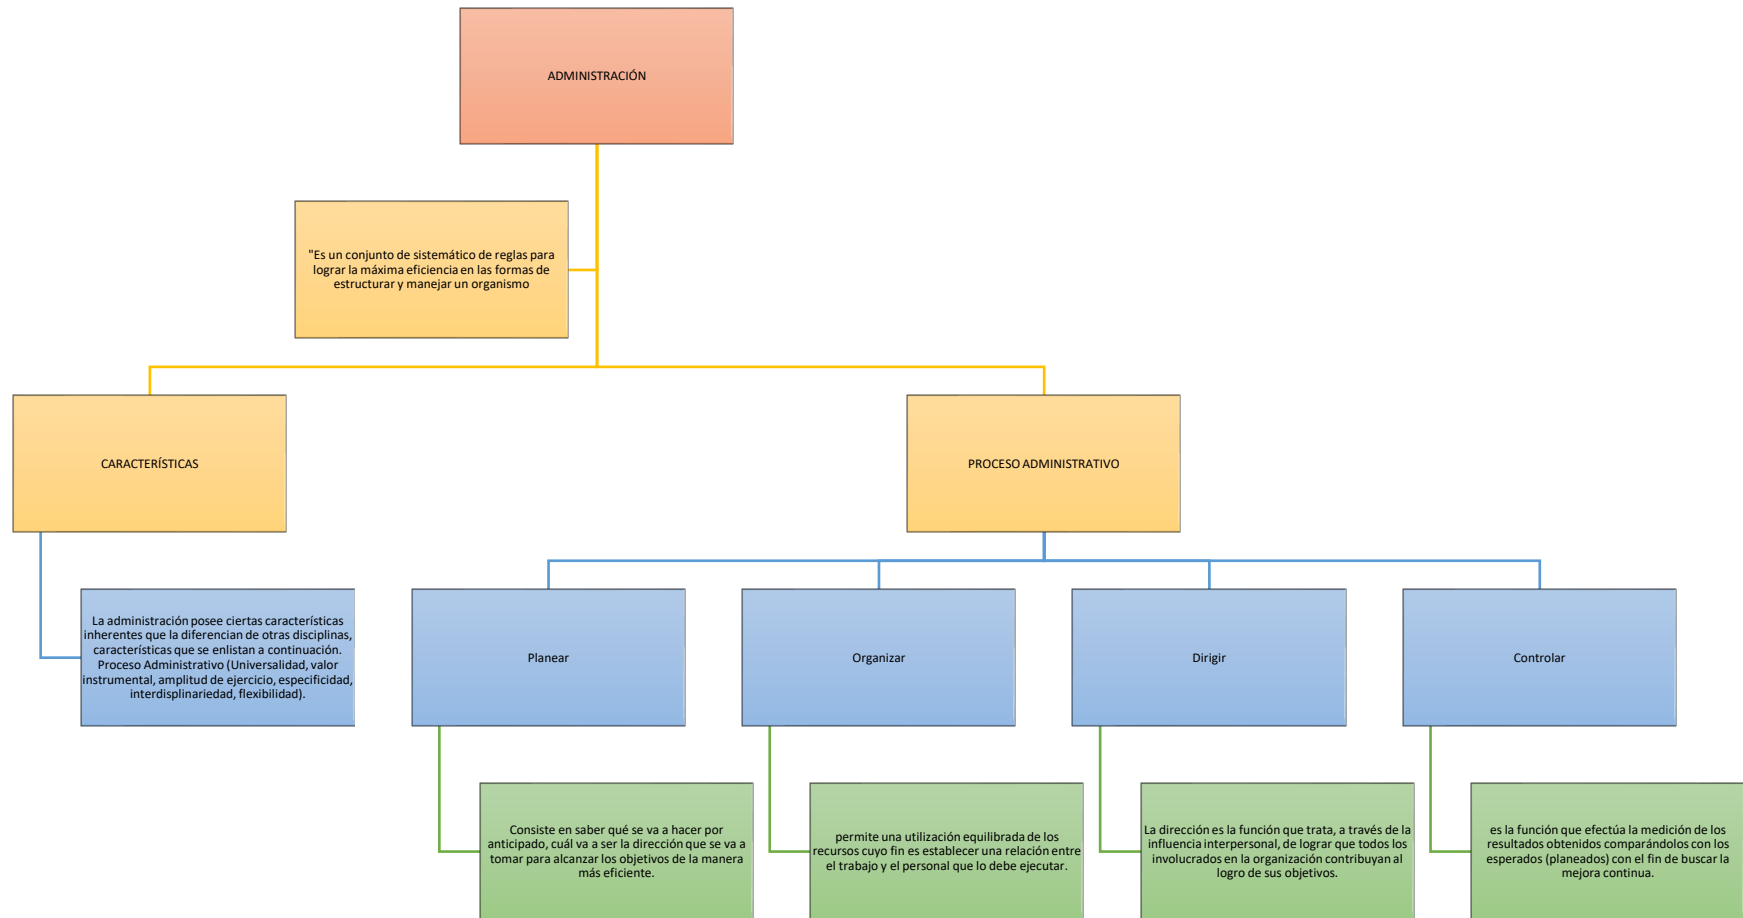 ADMINISTRACIÓN
"Es un conjunto de sistemático de reglas para
lograr la máxima eficiencia en las formas de
estructurar y manejar un organismo
CARACTERÍSTICAS
PROCESO ADMINISTRATIVO
La administración posee ciertas características
inherentes que la diferencian de otras disciplinas,
características que se enlistan a continuación.
Proceso Administrativo (Universalidad, valor
instrumental, amplitud de ejercicio, especificidad,
interdisplinariedad, flexibilidad).
Planear
Organizar
Dirigir
Controlar
Consiste en saber qué se va a hacer por
anticipado, cuál va a ser la dirección que se va a
tomar para alcanzar los objetivos de la manera
más eficiente.
permite una utilización equilibrada de los
recursos cuyo fin es establecer una relación entre
el trabajo y el personal que lo debe ejecutar.
La dirección es la función que trata, a través de la
influencia interpersonal, de lograr que todos los
involucrados en la organización contribuyan al
logro de sus objetivos.
es la función que efectúa la medición de los
resultados obtenidos comparándolos con los
esperados (planeados) con el fin de buscar la
mejora continua.